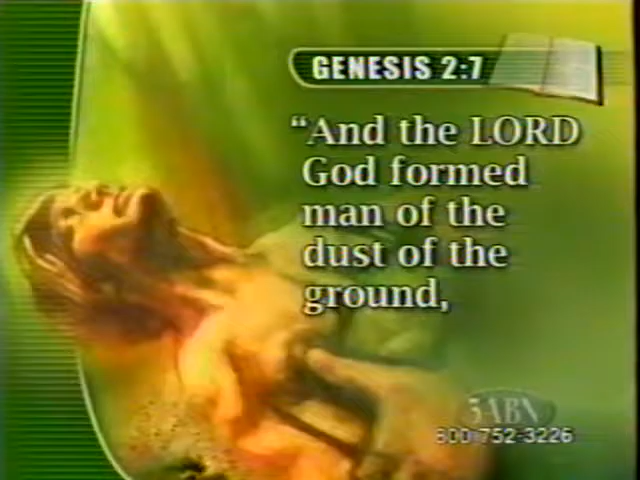 GENESIS 2:7
“And the LORD
God formed
man of the
dust of the
ground,
3ABN
800/752-3226